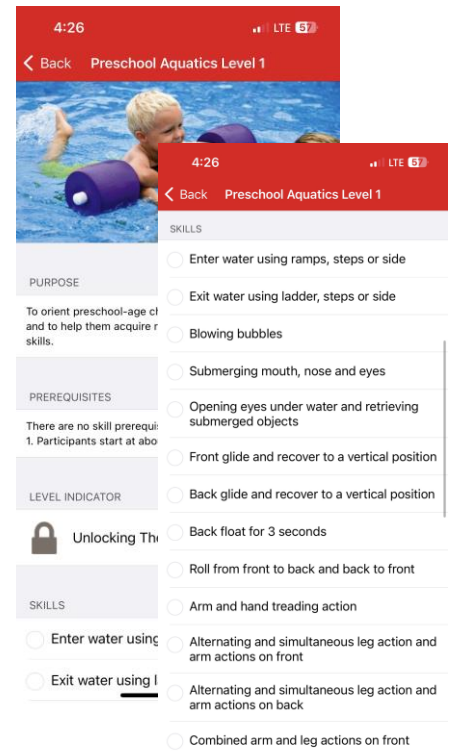 4:26
LTE 57
Back Preschool Aquatics Level 1
PURPOSE
To orient preschool-age
and to help them acquire
skills.
PREREQUISITES
There are no skill
1. Participants start at
LEVEL INDICATOR
Unlocking
SKILLS
Enter water using
Exit water using
4:26
LTE 57
Back Preschool Aquatics Level 1
SKILLS
Enter water using ramps, steps or side
Exit water using ladder, steps or side
Blowing bubbles
Submerging mouth, nose and eyes
Opening eyes under water and retrieving
submerged objects
Front glide and recover to a vertical position
Back glide and recover to a vertical position
Back float for 3 seconds
Roll from front to back and back to front
Arm and hand treading action
Alternating and simultaneous leg action and
arm actions on front
Alternating and simultaneous leg action and
arm actions on back
Combined arm and leg actions on front